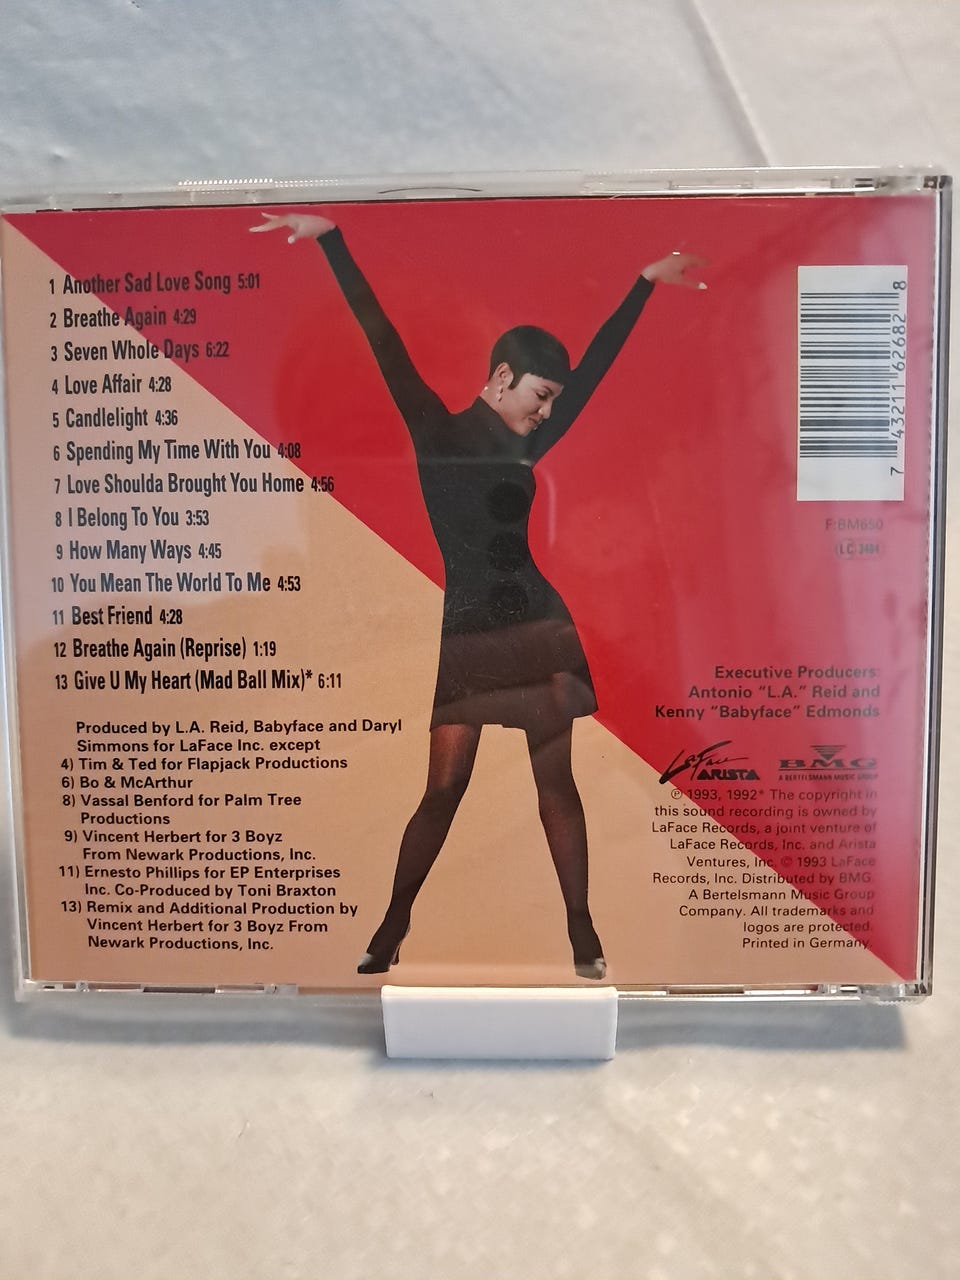 1 Another Sad Love Song 5:01
2 Breathe Again 4:29
3 Seven Whole Days 6:22
4 Love Affair 4:28
5 Candlelight 4:36
6 Spending My Time With You 4:08
7 Love Shoulda Brought You Home 4:56
8 I Belong To You 3:53
9 How Many Ways 4:45
10 You Mean The World To Me 4:53
11 Best Friend 4:28
12 Breathe Again (Reprise) 1:19
13 Give U My Heart (Mad Ball Mix)* 6:11
Produced by L.A. Reid, Babyface and Daryl
Simmons for LaFace Inc. except
4) Tim & Ted for Flapjack Productions
6) Bo & McArthur
8) Vassal Benford for Palm Tree
Productions
9) Vincent Herbert for 3 Boyz
From Newark Productions, Inc.
11) Ernesto Phillips for EP Enterprises
Inc. Co-Produced by Toni Braxton
13) Remix and Additional Production by
Vincent Herbert for 3 Boyz From
Newark Productions, Inc.
7 43211 62682 8
F:BM650
LC 3484
Executive Producers:
Antonio "L.A." Reid and
Kenny "Babyface" Edmonds
LaFace
ARISTA
BMG
A BERTELSMANN MUSIC GROUP
℗ 1993, 1992* The copyright in
this sound recording is owned by
LaFace Records, a joint venture of
LaFace Records, Inc. and Arista
Ventures, Inc. © 1993 LaFace
Records, Inc. Distributed by BMG.
A Bertelsmann Music Group
Company. All trademarks and
logos are protected.
Printed in Germany.